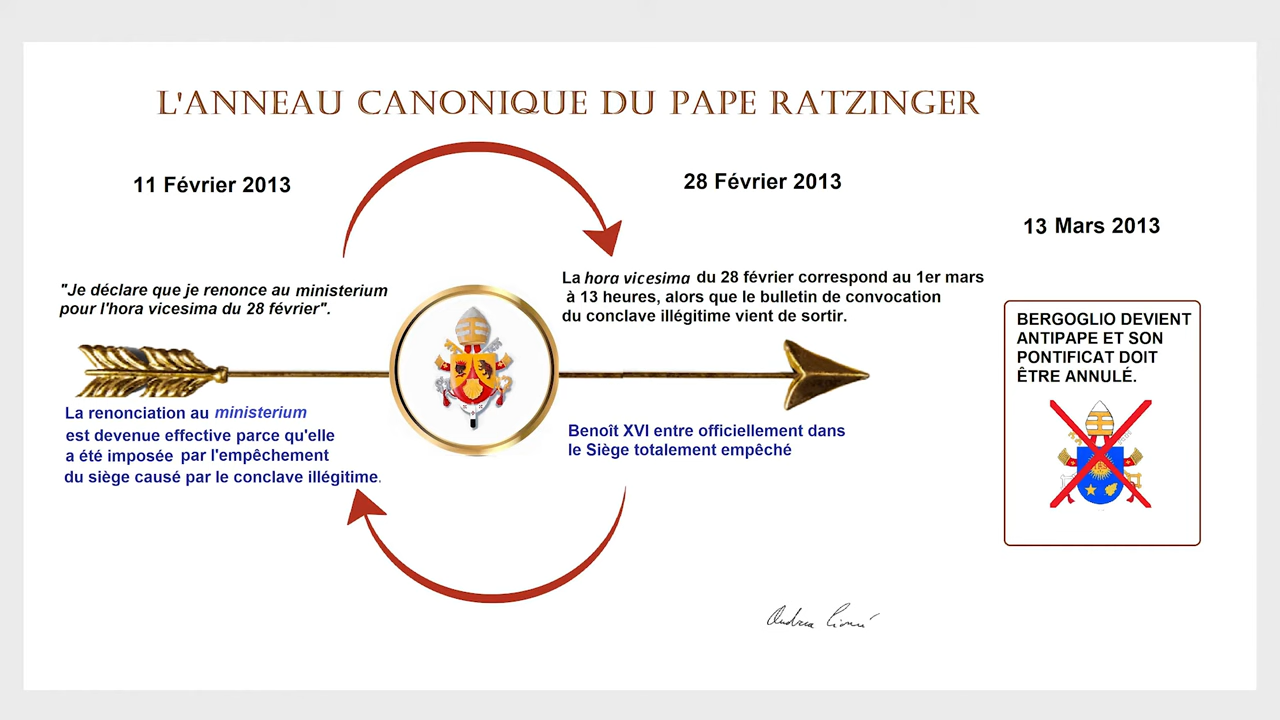 L'ANNEAU CANONIQUE DU PAPE RATZINGER
11 Février 2013
"Je déclare que je renonce au ministerium
pour l'hora vicesima du 28 février".
La renonciation au ministerium
est devenue effective parce qu'elle
a été imposée par l'empêchement
du siège causé par le conclave illégitime.
28 Février 2013
La hora vicesima du 28 février correspond au 1er mars
à 13 heures, alors que le bulletin de convocation
du conclave illégitime vient de sortir.
Benoît XVI entre officiellement dans
le Siège totalement empêché
13 Mars 2013
BERGOGLIO DEVIENT
ANTIPAPE ET SON
PONTIFICAT DOIT
ÊTRE ANNULÉ.
Andrea Cionci